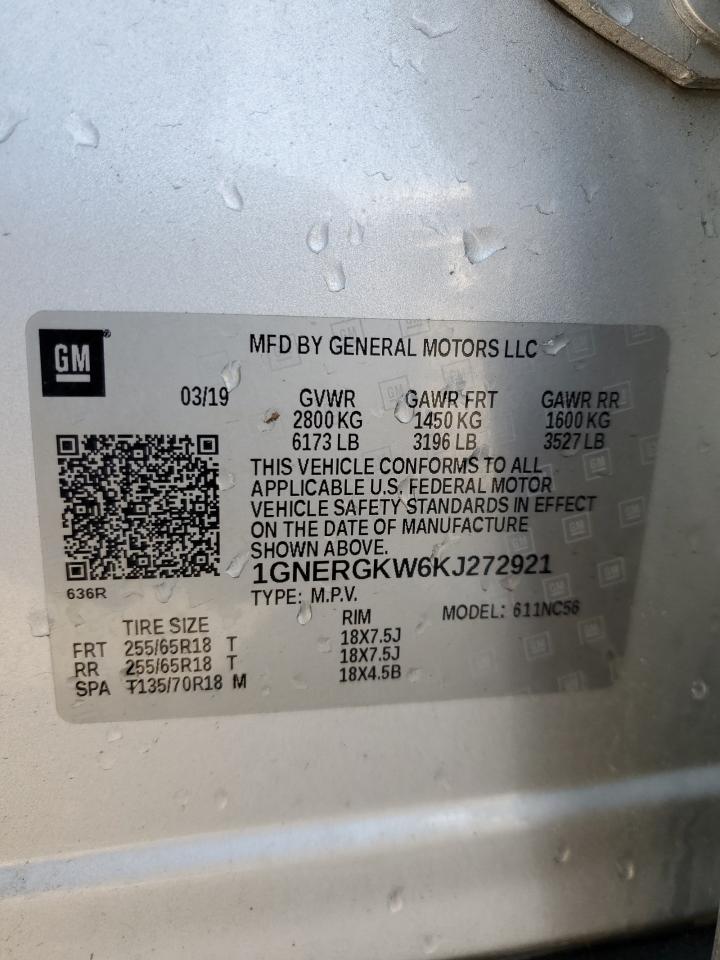 GM
®
MFD BY GENERAL MOTORS LLC
03/19 GVWR GAWR FRT GAWR RR
2800 KG 1450 KG 1600 KG
6173 LB 3196 LB 3527 LB
THIS VEHICLE CONFORMS TO ALL
APPLICABLE U.S. FEDERAL MOTOR
VEHICLE SAFETY STANDARDS IN EFFECT
ON THE DATE OF MANUFACTURE
SHOWN ABOVE.
1GNERGKW6KJ272921
636R
TYPE: M.P.V. MODEL: 611NC56
TIRE SIZE RIM
FRT 255/65R18 T 18X7.5J
RR 255/65R18 T 18X7.5J
SPA T135/70R18 M 18X4.5B